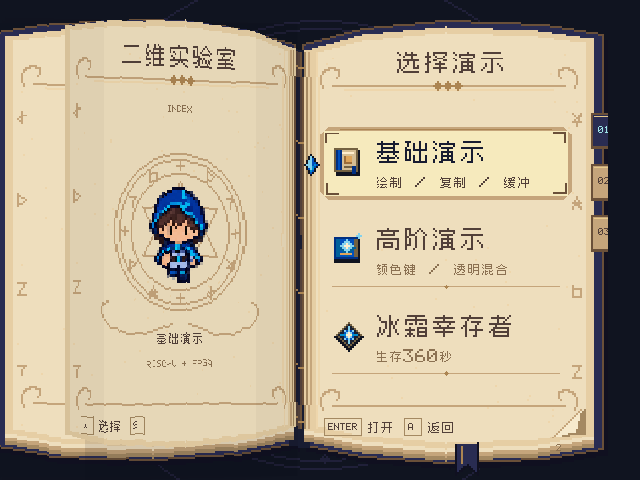 二维实验室
INDEX
基础演示
RISC-V + FPGA
选择
选择演示
基础演示
绘制 / 复制 / 缓冲
高阶演示
颜色键 / 透明混合
冰霜幸存者
生存360秒
ENTER 打开 A 返回
01
02
03